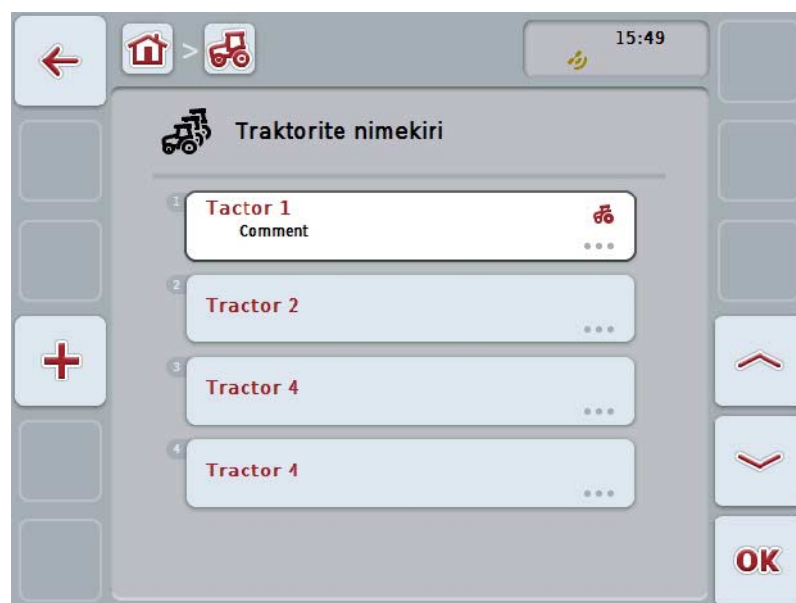 15:49
Traktorite nimekiri
1
Tactor 1
Comment
2
Tractor 2
3
Tractor 4
4
Tractor 4
OK